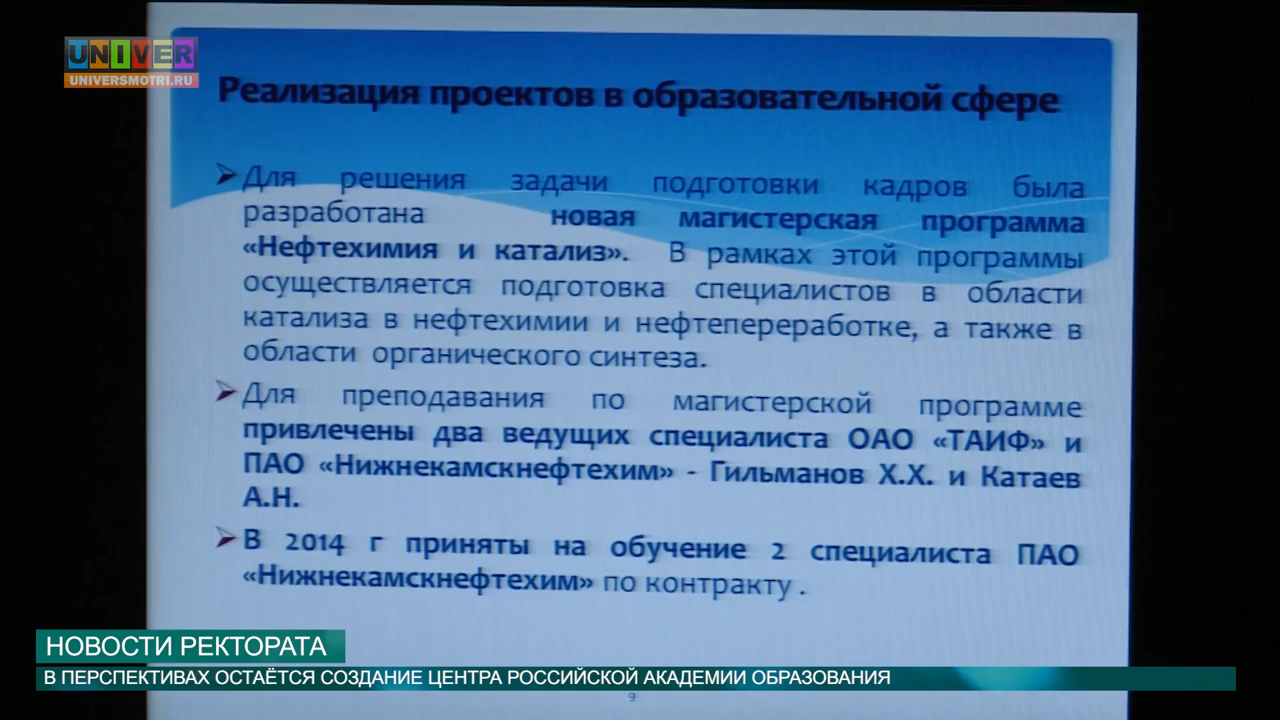 UNIVER
UNIVERSMOTRI.RU
Реализация проектов в образовательной сфере
Для решения задачи подготовки кадров была
разработана новая магистерская программа
«Нефтехимия и катализ». В рамках этой программы
осуществляется подготовка специалистов в области
катализа в нефтехимии и нефтепереработке, а также в
области органического синтеза.
Для преподавания по магистерской программе
привлечены два ведущих специалиста ОАО «ТАИФ» и
ПАО «Нижнекамскнефтехим» - Гильманов Х.Х. и Катаев
А.Н.
В 2014 г приняты на обучение 2 специалиста ПАО
«Нижнекамскнефтехим» по контракту .
НОВОСТИ РЕКТОРАТА
В ПЕРСПЕКТИВАХ ОСТАЁТСЯ СОЗДАНИЕ ЦЕНТРА РОССИЙСКОЙ АКАДЕМИИ ОБРАЗОВАНИЯ
9